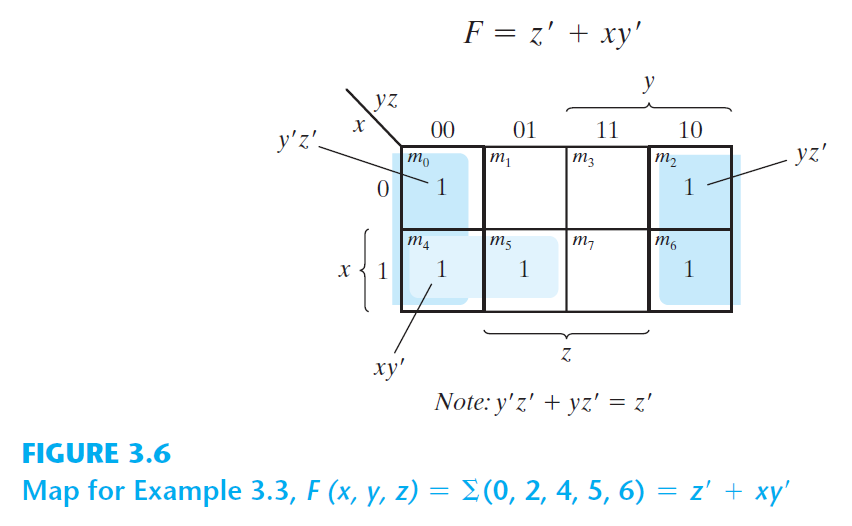 F = z′ + xy′
y
yz
x
00 01 11 10
y′z′
yz′
m₀ m₁ m₃ m₂
0 1 1
m₄ m₅ m₇ m₆
x 1 1 1 1
z
xy′
Note: y′z′ + yz′ = z′
FIGURE 3.6
Map for Example 3.3, F (x, y, z) = Σ(0, 2, 4, 5, 6) = z′ + xy′